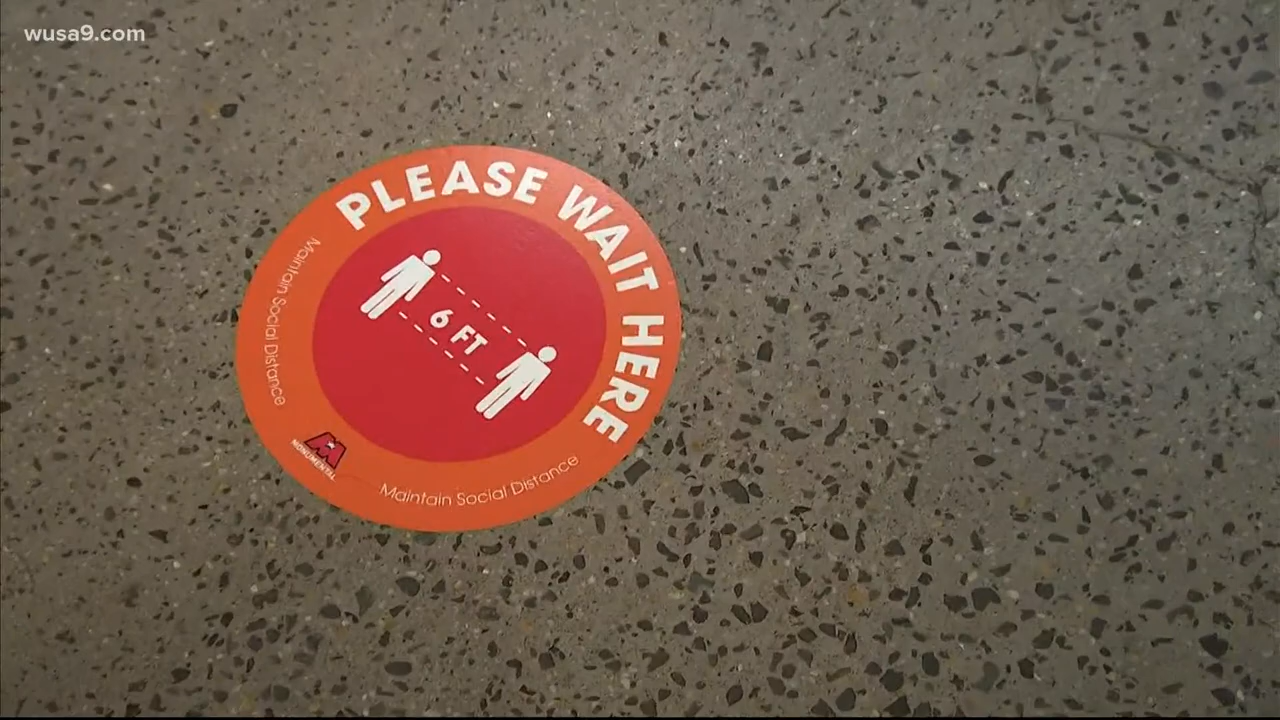 wusa9.com
PLEASE WAIT HERE
6 FT
Maintain Social Distance
Maintain Social Distance
MONUMENTAL